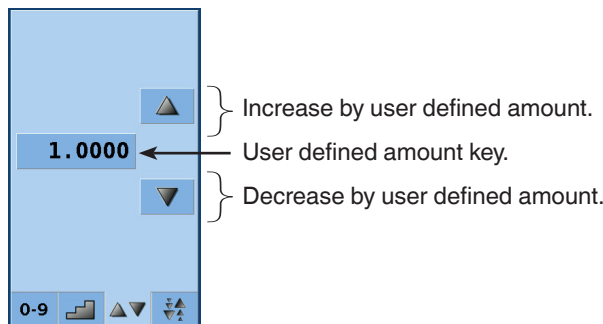 Increase by user defined amount.
1.0000
User defined amount key.
Decrease by user defined amount.
0-9